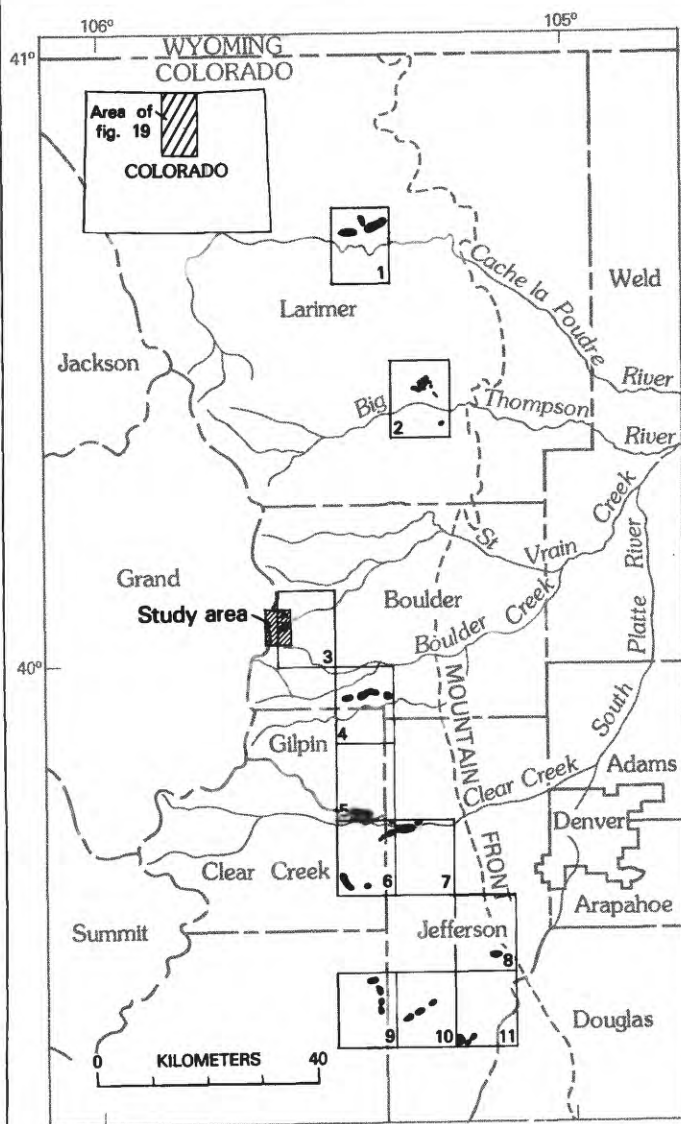 106°
105°
41°
WYOMING
COLORADO
Area of
fig. 19
COLORADO
1
Cache la Poudre
River
Weld
Larimer
Jackson
Big Thompson
River
2
St Vrain
Creek
Grand
Study area
Boulder
Boulder Creek
South Platte River
3
40°
MOUNTAIN FRONT
4
Gilpin
Clear Creek
Adams
5
Denver
Clear Creek
6
7
Arapahoe
Summit
Jefferson
8
Douglas
9
10
11
0 KILOMETERS 40